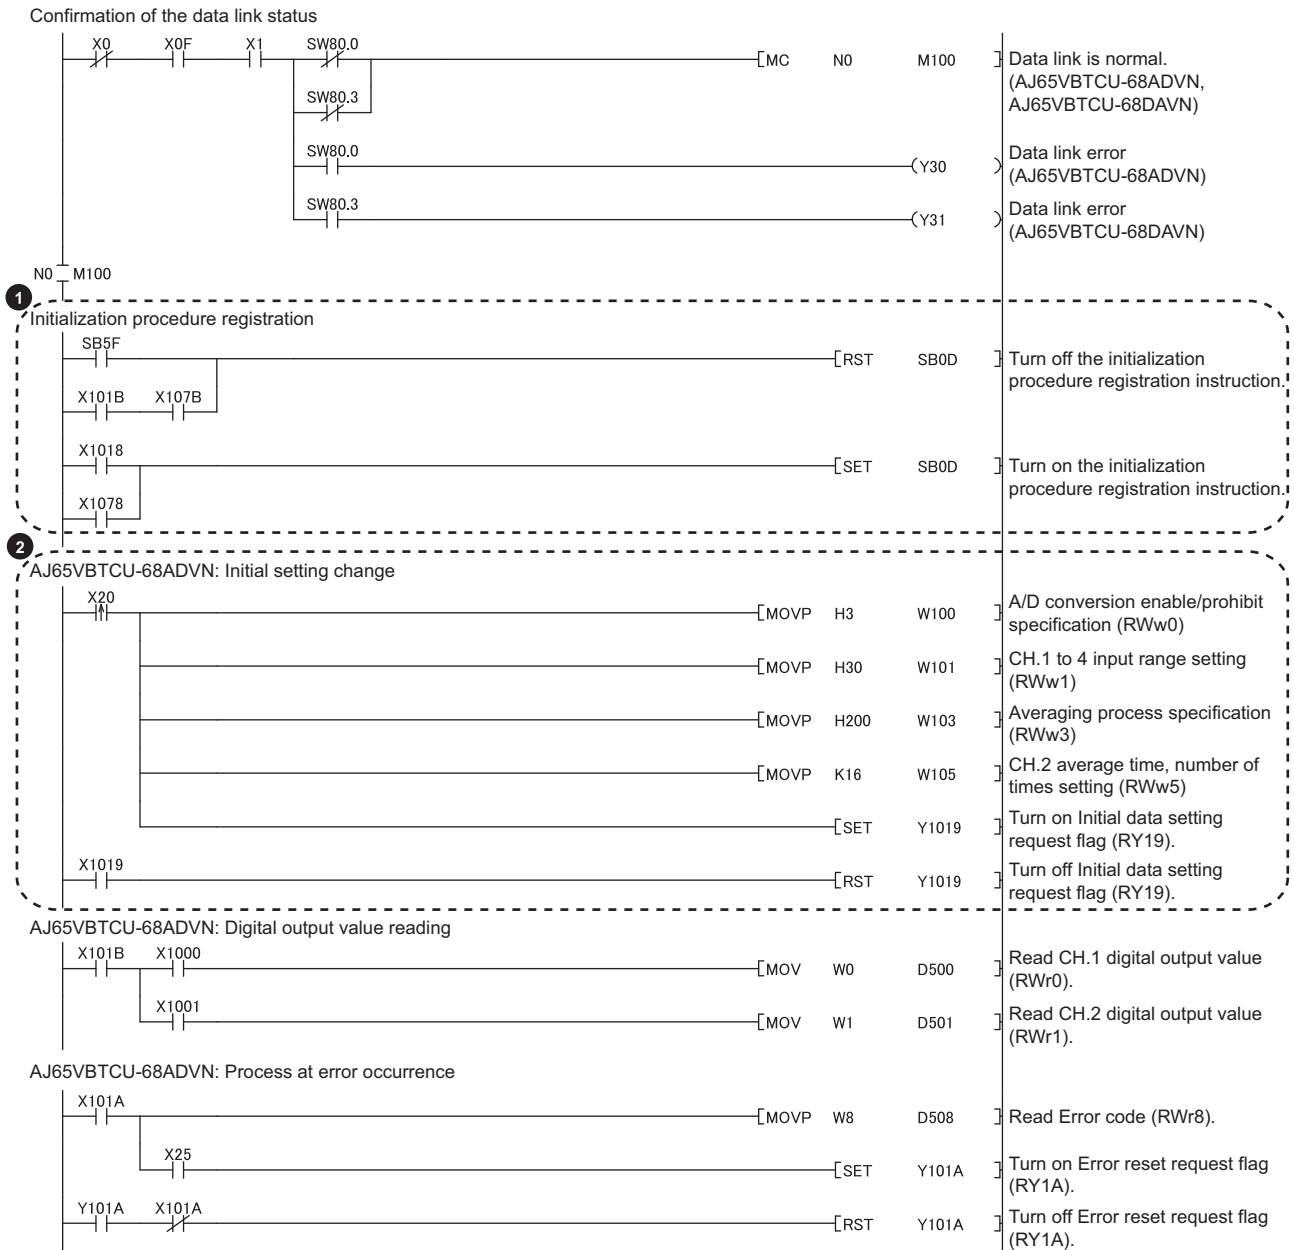 Confirmation of the data link status
X0 X0F X1 SW80.0
MC N0 M100 Data link is normal.
(AJ65VBTCU-68ADVN,
AJ65VBTCU-68DAVN)
SW80.3
SW80.0
Y30 Data link error
(AJ65VBTCU-68ADVN)
SW80.3
Y31 Data link error
(AJ65VBTCU-68DAVN)
N0 M100
1
Initialization procedure registration
SB5F
RST SB0D Turn off the initialization
procedure registration instruction.
X101B X107B
X1018
SET SB0D Turn on the initialization
procedure registration instruction.
X1078
2
AJ65VBTCU-68ADVN: Initial setting change
X20
MOVP H3 W100 A/D conversion enable/prohibit
specification (RWw0)
MOVP H30 W101 CH.1 to 4 input range setting
(RWw1)
MOVP H200 W103 Averaging process specification
(RWw3)
MOVP K16 W105 CH.2 average time, number of
times setting (RWw5)
SET Y1019 Turn on Initial data setting
request flag (RY19).
X1019
RST Y1019 Turn off Initial data setting
request flag (RY19).
AJ65VBTCU-68ADVN: Digital output value reading
X101B X1000
MOV W0 D500 Read CH.1 digital output value
(RWr0).
X1001
MOV W1 D501 Read CH.2 digital output value
(RWr1).
AJ65VBTCU-68ADVN: Process at error occurrence
X101A
MOVP W8 D508 Read Error code (RWr8).
X25
SET Y101A Turn on Error reset request flag
(RY1A).
Y101A X101A
RST Y101A Turn off Error reset request flag
(RY1A).